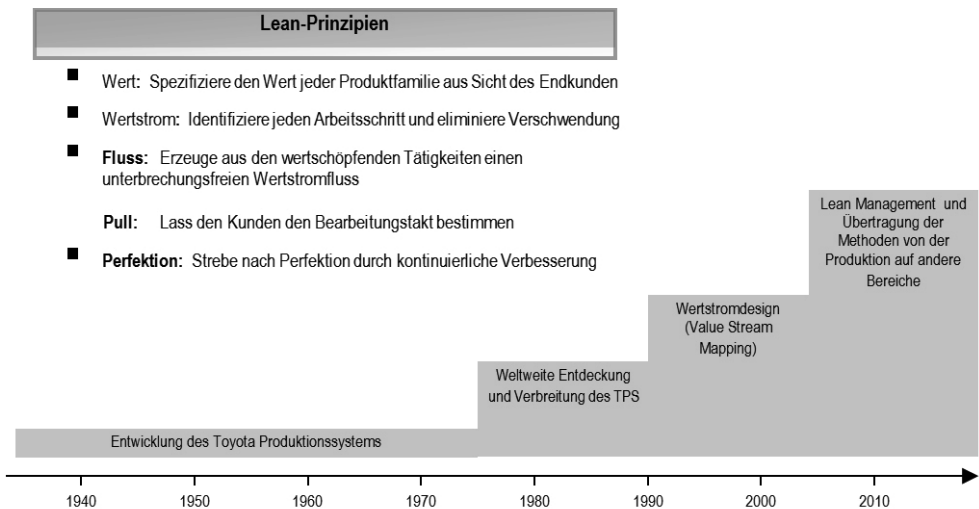 Lean-Prinzipien
Wert: Spezifiziere den Wert jeder Produktfamilie aus Sicht des Endkunden
Wertstrom: Identifiziere jeden Arbeitsschritt und eliminiere Verschwendung
Fluss: Erzeuge aus den wertschöpfenden Tätigkeiten einen
unterbrechungsfreien Wertstromfluss
Pull: Lass den Kunden den Bearbeitungstakt bestimmen
Perfektion: Strebe nach Perfektion durch kontinuierliche Verbesserung
Lean Management und
Übertragung der
Methoden von der
Produktion auf andere
Bereiche
Wertstromdesign
(Value Stream
Mapping)
Weltweite Entdeckung
und Verbreitung des TPS
Entwicklung des Toyota Produktionssystems
1940 1950 1960 1970 1980 1990 2000 2010